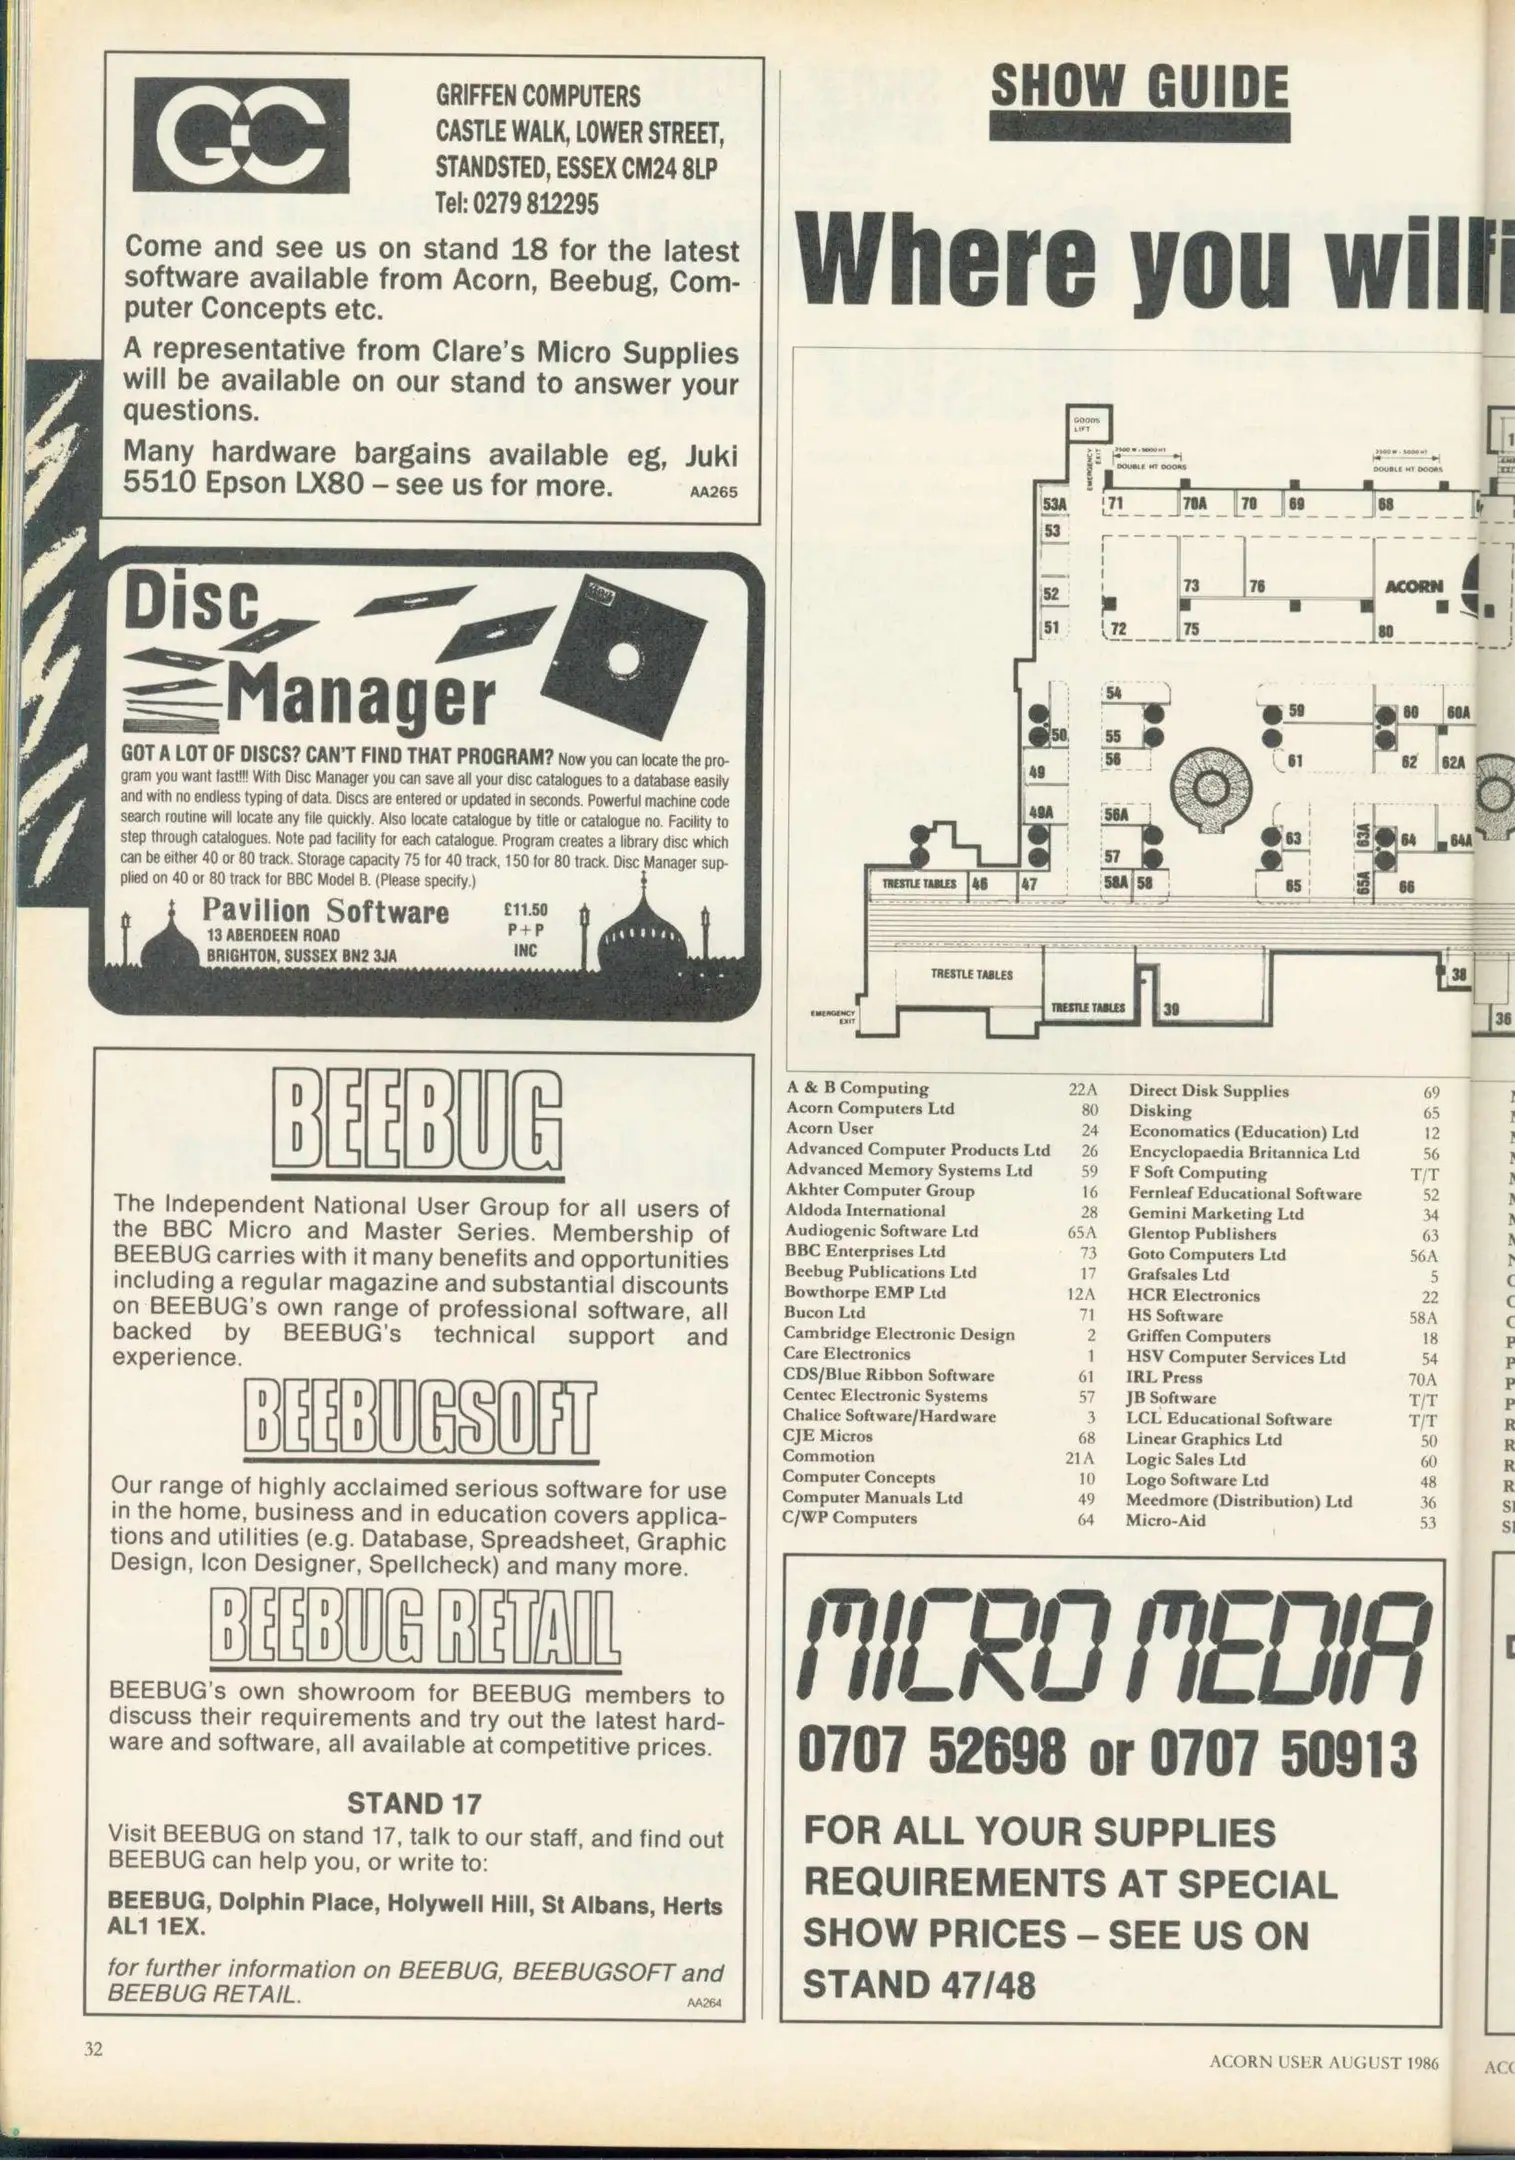 GC
GRIFFEN COMPUTERS
CASTLE WALK, LOWER STREET,
STANDSTED, ESSEX CM24 8LP
Tel: 0279 812295
Come and see us on stand 18 for the latest
software available from Acorn, Beebug, Com-
puter Concepts etc.
A representative from Clare's Micro Supplies
will be available on our stand to answer your
questions.
Many hardware bargains available eg, Juki
5510 Epson LX80 – see us for more.
AA265
Disc
Manager
GOT A LOT OF DISCS? CAN'T FIND THAT PROGRAM? Now you can locate the pro-
gram you want fast!!! With Disc Manager you can save all your disc catalogues to a database easily
and with no endless typing of data. Discs are entered or updated in seconds. Powerful machine code
search routine will locate any file quickly. Also locate catalogue by title or catalogue no. Facility to
step through catalogues. Note pad facility for each catalogue. Program creates a library disc which
can be either 40 or 80 track. Storage capacity 75 for 40 track, 150 for 80 track. Disc Manager sup-
plied on 40 or 80 track for BBC Model B. (Please specify.)
Pavilion Software
13 ABERDEEN ROAD
BRIGHTON, SUSSEX BN2 3JA
£11.50
P+P
INC
BEEBUG
The Independent National User Group for all users of
the BBC Micro and Master Series. Membership of
BEEBUG carries with it many benefits and opportunities
including a regular magazine and substantial discounts
on BEEBUG's own range of professional software, all
backed by BEEBUG's technical support and
experience.
BEEBUGSOFT
Our range of highly acclaimed serious software for use
in the home, business and in education covers applica-
tions and utilities (e.g. Database, Spreadsheet, Graphic
Design, Icon Designer, Spellcheck) and many more.
BEEBUG RETAIL
BEEBUG's own showroom for BEEBUG members to
discuss their requirements and try out the latest hard-
ware and software, all available at competitive prices.
STAND 17
Visit BEEBUG on stand 17, talk to our staff, and find out
BEEBUG can help you, or write to:
BEEBUG, Dolphin Place, Holywell Hill, St Albans, Herts
AL1 1EX.
for further information on BEEBUG, BEEBUGSOFT and
BEEBUG RETAIL.
AA264
SHOW GUIDE
Where you will
GOODS
LIFT
EMERGENCY
EXIT
DOUBLE HT DOORS
DOUBLE HT DOORS
53A 71 70A 70 69 68
53
73 76 ACORN
52
51 72 75 80
54
50 55 59 60 60A
49 56 61 62 62A
49A 56A
57 63 63A 64 64A
TRESTLE TABLES 46 47 58A 58 65 65A 66
TRESTLE TABLES 38
TRESTLE TABLES 39 36
EMERGENCY
EXIT
A & B Computing 22A
Acorn Computers Ltd 80
Acorn User 24
Advanced Computer Products Ltd 26
Advanced Memory Systems Ltd 59
Akhter Computer Group 16
Aldoda International 28
Audiogenic Software Ltd 65A
BBC Enterprises Ltd 73
Beebug Publications Ltd 17
Bowthorpe EMP Ltd 12A
Bucon Ltd 71
Cambridge Electronic Design 2
Care Electronics 1
CDS/Blue Ribbon Software 61
Centec Electronic Systems 57
Chalice Software/Hardware 3
CJE Micros 68
Commotion 21A
Computer Concepts 10
Computer Manuals Ltd 49
C/WP Computers 64
Direct Disk Supplies 69
Disking 65
Economatics (Education) Ltd 12
Encyclopaedia Britannica Ltd 56
F Soft Computing T/T
Fernleaf Educational Software 52
Gemini Marketing Ltd 34
Glentop Publishers 63
Goto Computers Ltd 56A
Grafsales Ltd 5
HCR Electronics 22
HS Software 58A
Griffen Computers 18
HSV Computer Services Ltd 54
IRL Press 70A
JB Software T/T
LCL Educational Software T/T
Linear Graphics Ltd 50
Logic Sales Ltd 60
Logo Software Ltd 48
Meedmore (Distribution) Ltd 36
Micro-Aid 53
MICRO MEDIA
0707 52698 or 0707 50913
FOR ALL YOUR SUPPLIES
REQUIREMENTS AT SPECIAL
SHOW PRICES – SEE US ON
STAND 47/48
32
ACORN USER AUGUST 1986